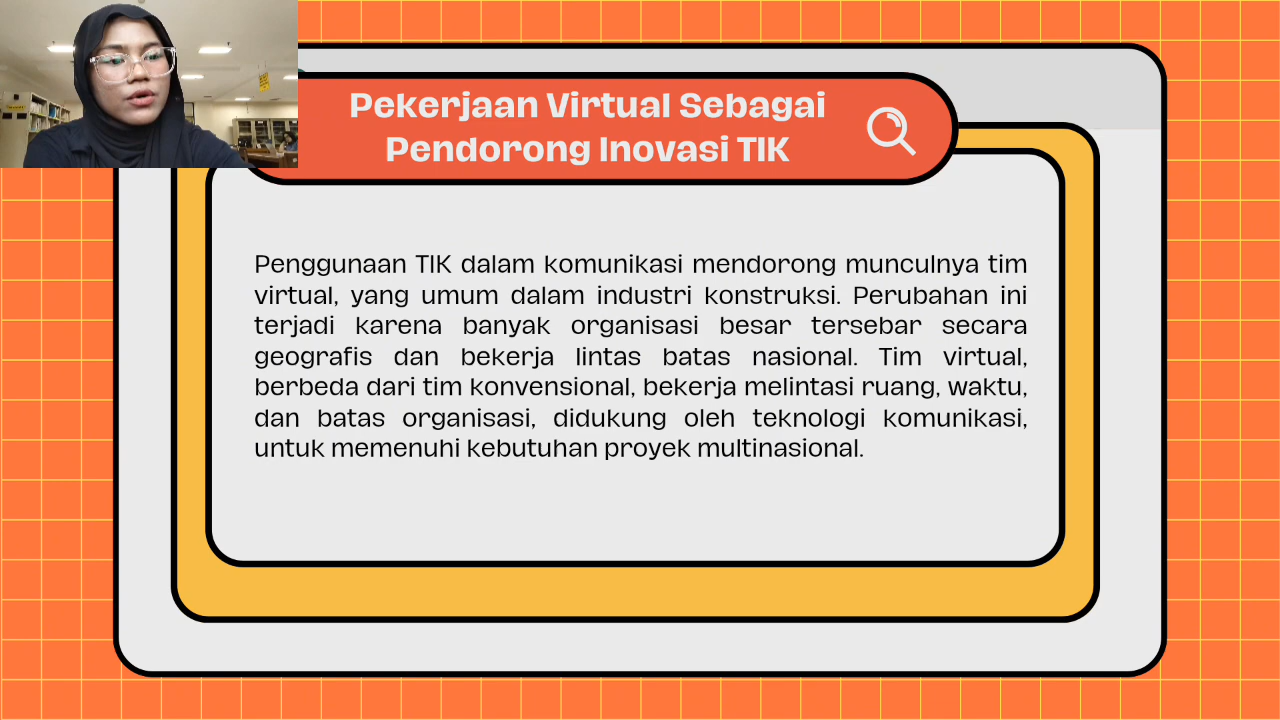 Pekerjaan Virtual Sebagai
Pendorong Inovasi TIK
Penggunaan TIK dalam komunikasi mendorong munculnya tim
virtual, yang umum dalam industri konstruksi. Perubahan ini
terjadi karena banyak organisasi besar tersebar secara
geografis dan bekerja lintas batas nasional. Tim virtual,
berbeda dari tim konvensional, bekerja melintasi ruang, waktu,
dan batas organisasi, didukung oleh teknologi komunikasi,
untuk memenuhi kebutuhan proyek multinasional.